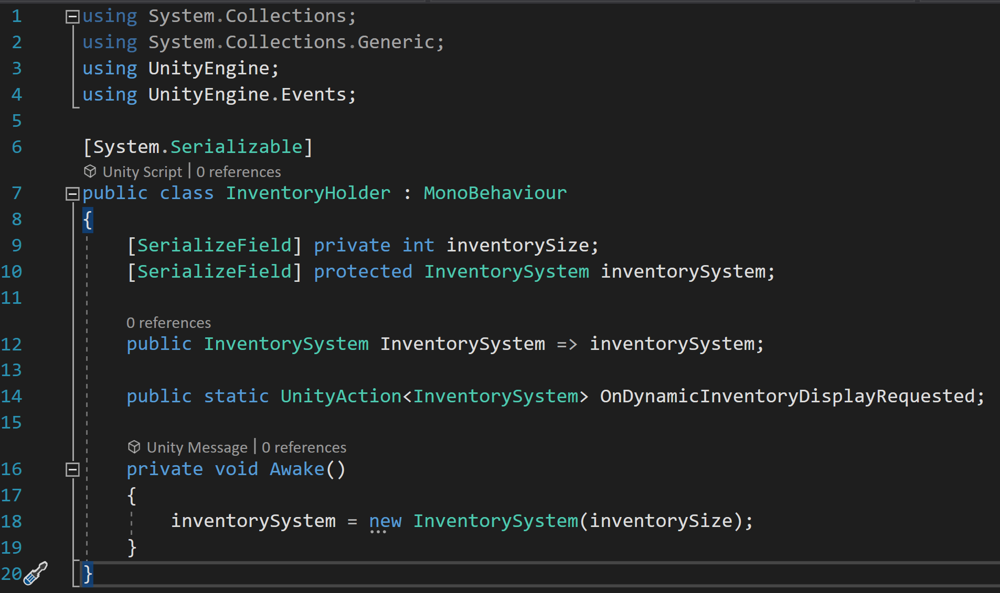 1 using System.Collections;
2 using System.Collections.Generic;
3 using UnityEngine;
4 using UnityEngine.Events;
5
6 [System.Serializable]
Unity Script | 0 references
7 public class InventoryHolder : MonoBehaviour
8 {
9 [SerializeField] private int inventorySize;
10 [SerializeField] protected InventorySystem inventorySystem;
11
0 references
12 public InventorySystem InventorySystem => inventorySystem;
13
14 public static UnityAction<InventorySystem> OnDynamicInventoryDisplayRequested;
15
Unity Message | 0 references
16 private void Awake()
17 {
18 inventorySystem = new InventorySystem(inventorySize);
19 }
20 }